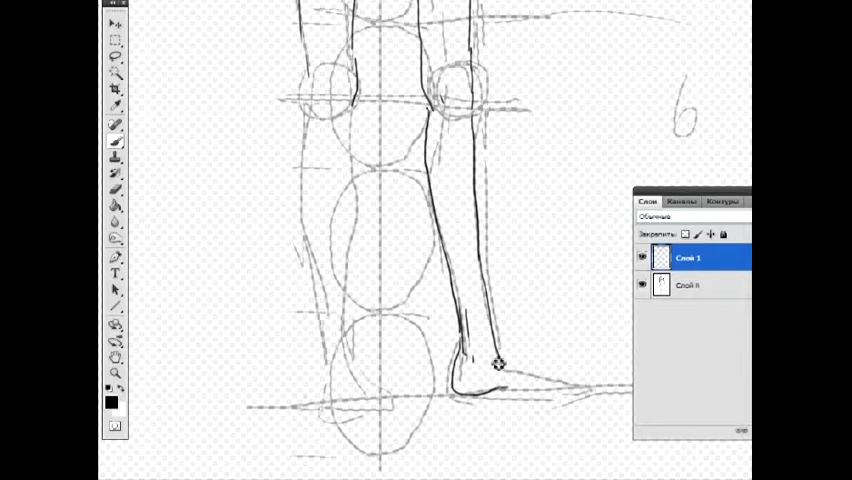 6
Слои Каналы Контуры
Обычные
Закрепить:
Слой 1
Слой 0